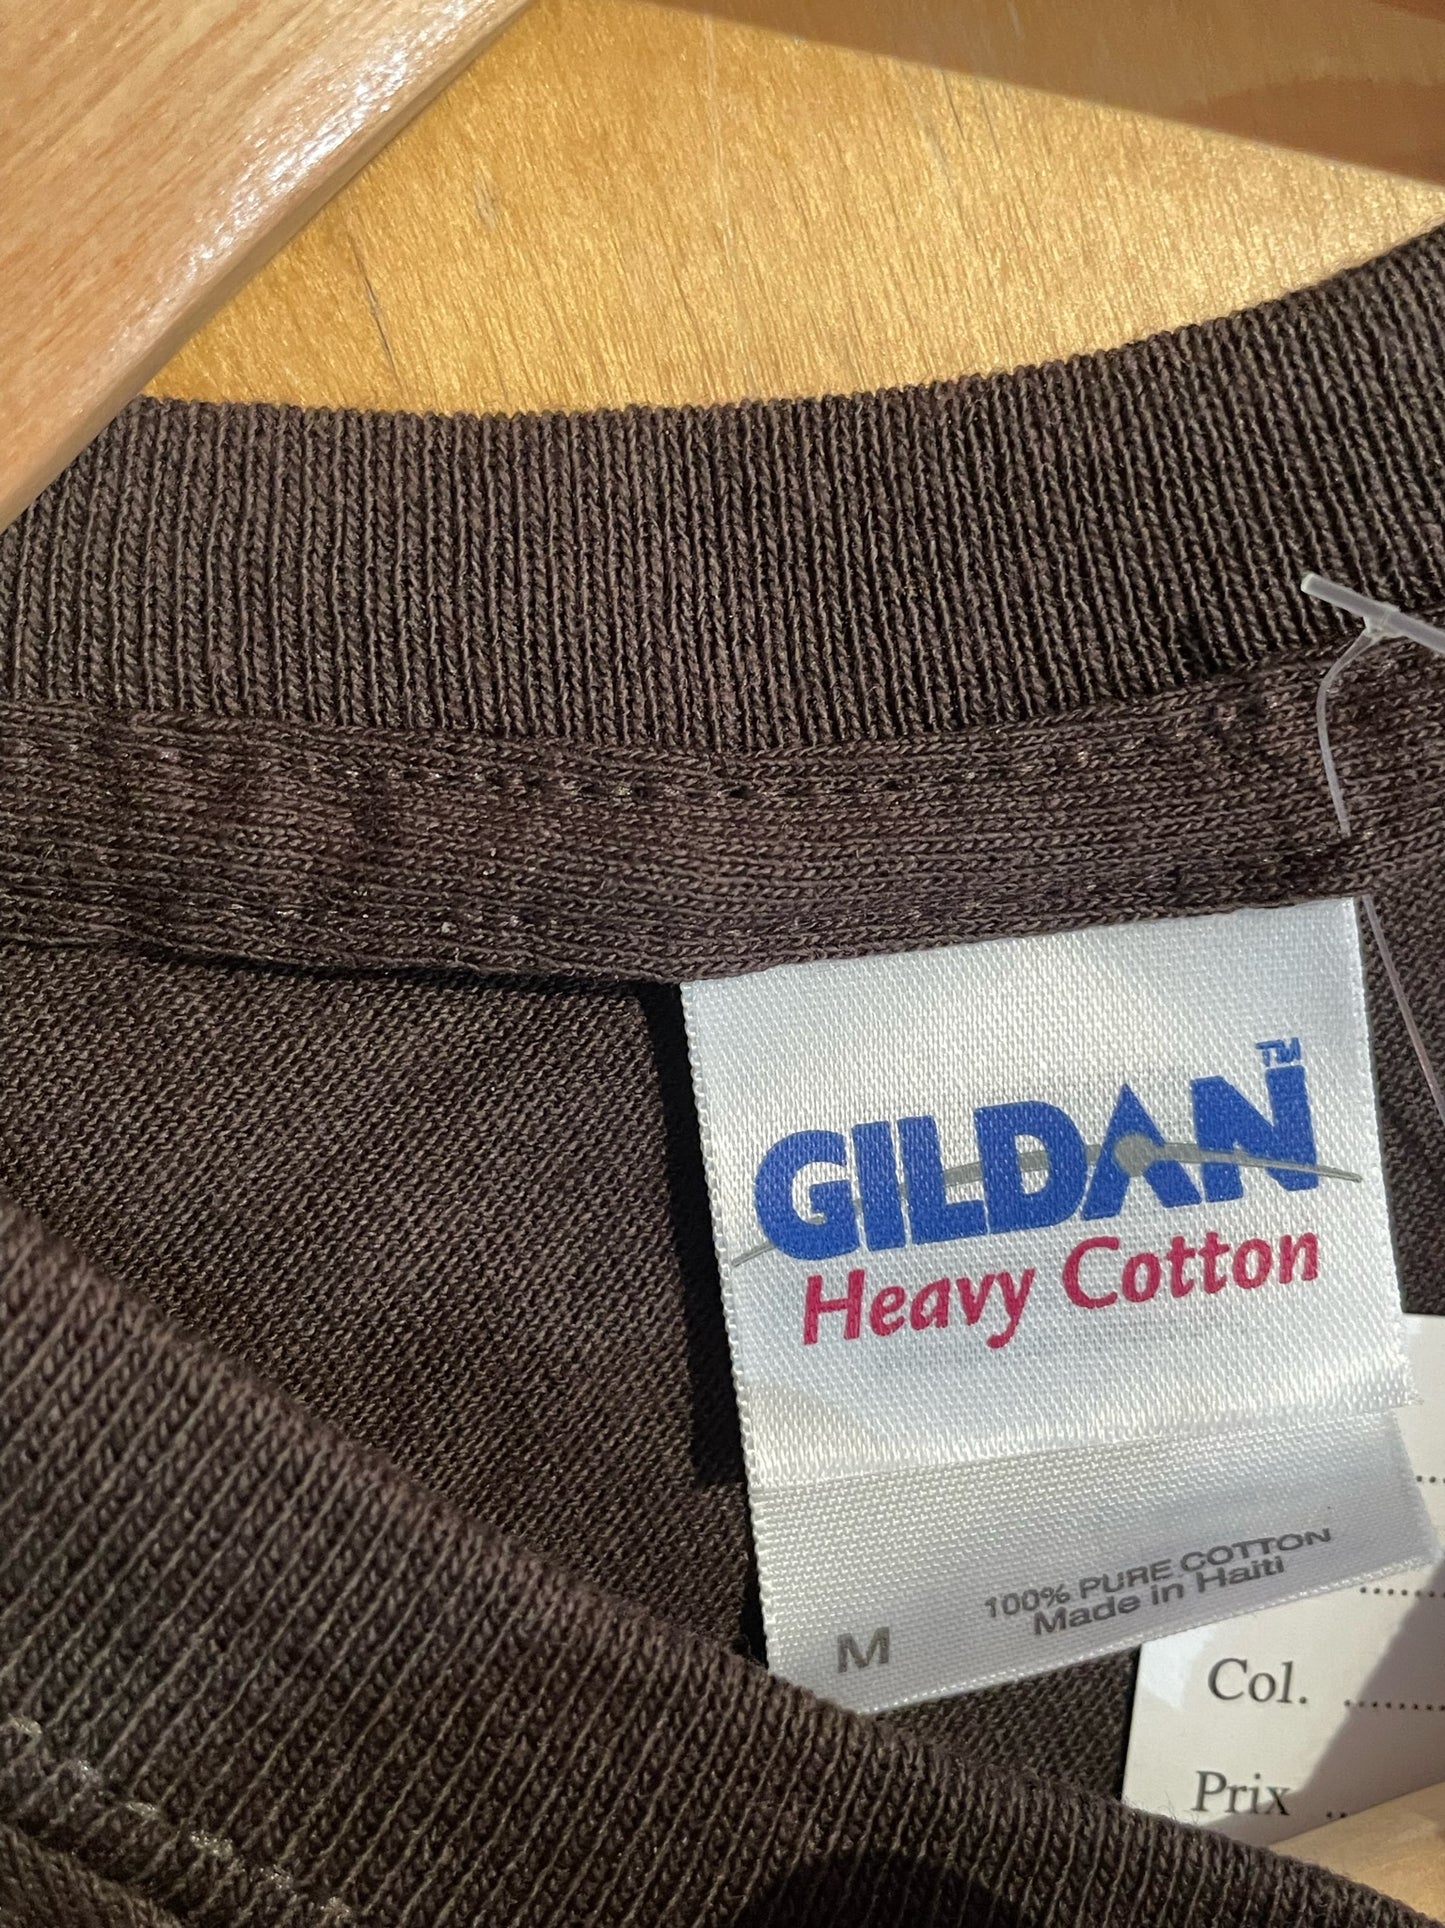 GILDAN™
Heavy Cotton
100% PURE COTTON
Made in Haiti
M
Col. ..........
Prix ..